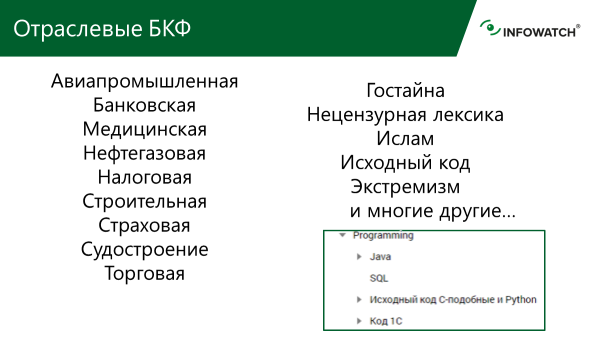 Отраслевые БКФ
INFOWATCH®
Авиапромышленная
Банковская
Медицинская
Нефтегазовая
Налоговая
Строительная
Страховая
Судостроение
Торговая
Гостайна
Нецензурная лексика
Ислам
Исходный код
Экстремизм
и многие другие...
Programming
Java
SQL
Исходный код С-подобные и Python
Код 1С